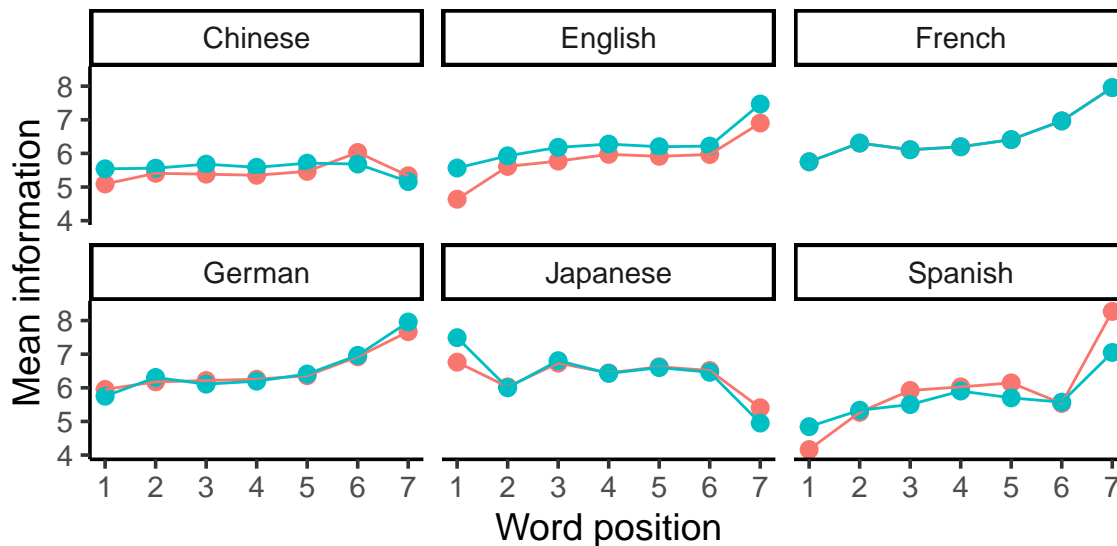 Chinese English French
8
7
6
5
4
German Japanese Spanish
8
7
6
5
4
1 2 3 4 5 6 7 1 2 3 4 5 6 7 1 2 3 4 5 6 7
Word position
Mean information